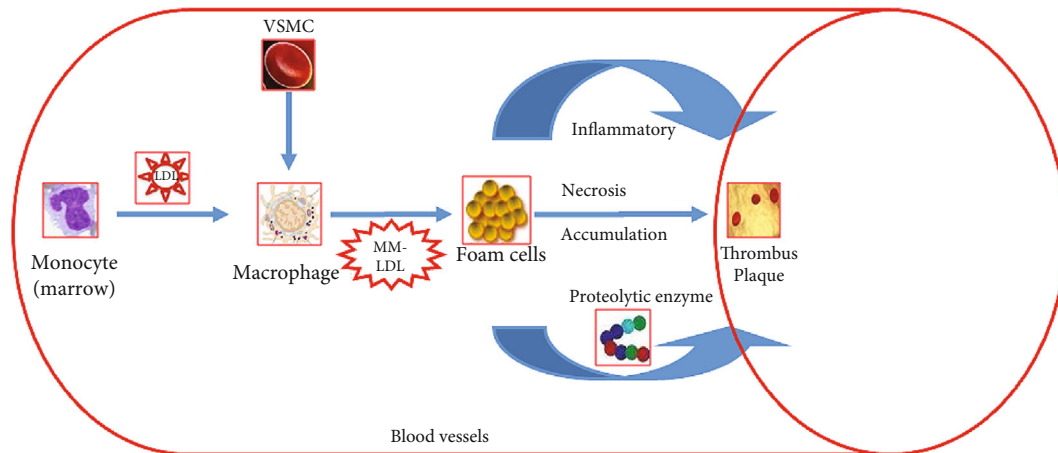 VSMC
Inflammatory
LDL
Necrosis
Accumulation
Monocyte
(marrow)
Macrophage
MM-
LDL
Foam cells
Thrombus
Plaque
Proteolytic enzyme
Blood vessels